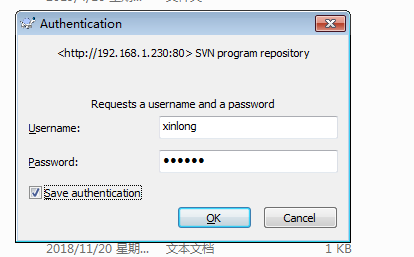 Authentication
<http://192.168.1.230:80> SVN program repository
Requests a username and a password
Username:
xinlong
Password:
●●●●●●
Save authentication
OK
Cancel
2018/11/20 星期...
文本文档
1 KB